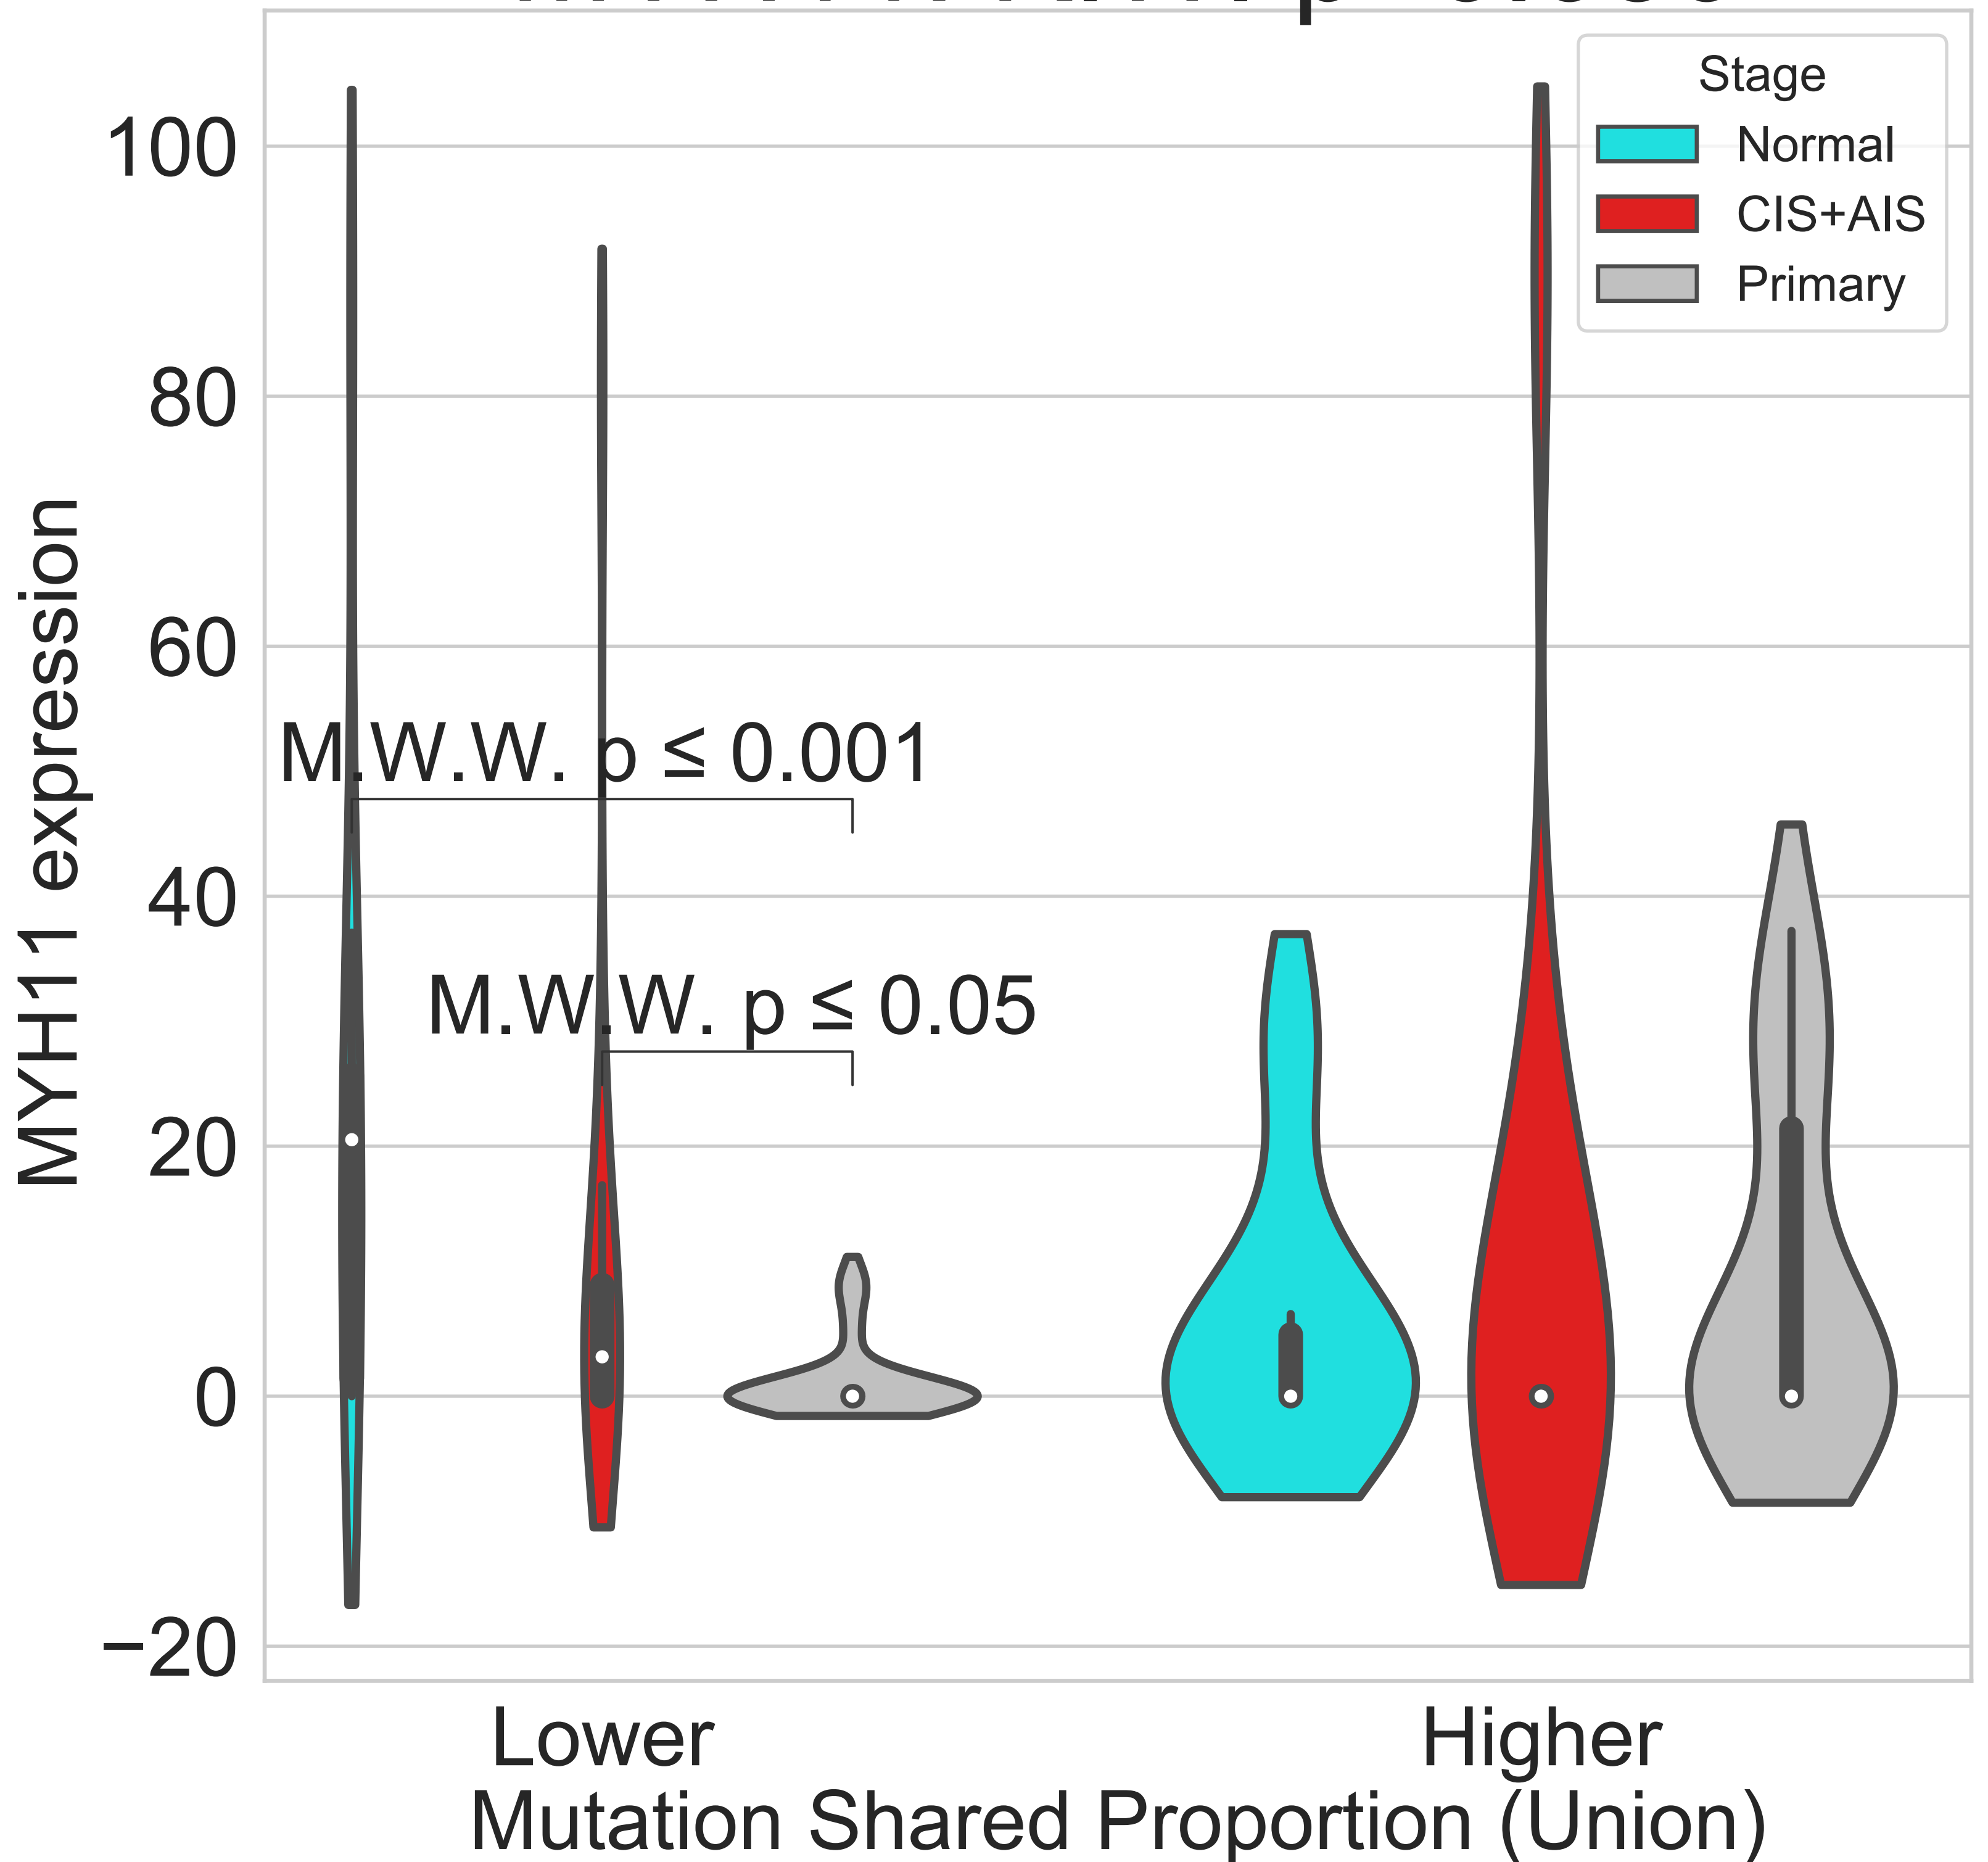 Stage
Normal
CIS+AIS
Primary
100
80
60
40
20
0
−20
MYH11 expression
M.W.W. p ≤ 0.001
M.W.W. p ≤ 0.05
Lower
Higher
Mutation Shared Proportion (Union)